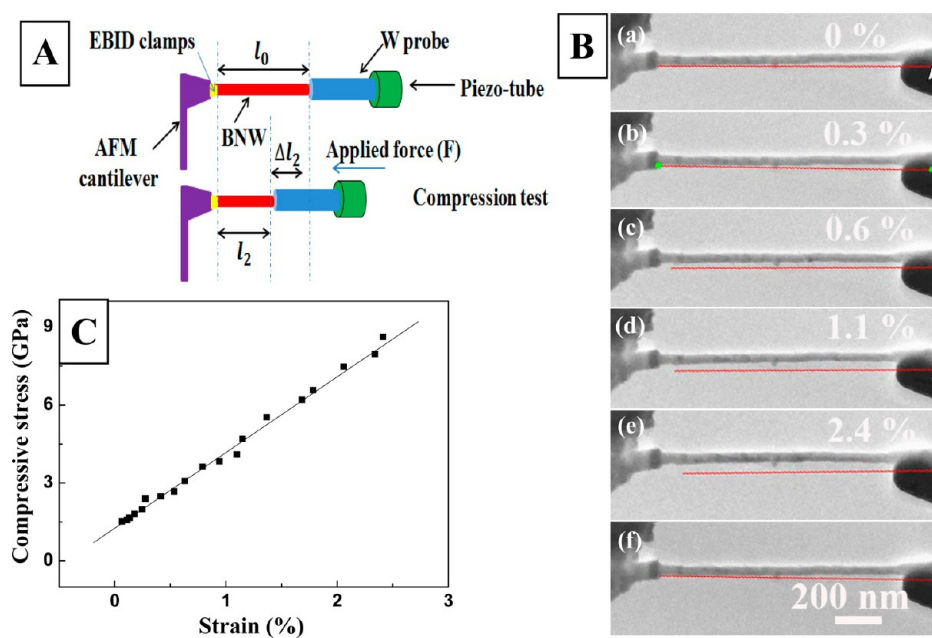 A
EBID clamps
l₀
W probe
Piezo-tube
BNW
AFM
cantilever
Δl₂
Applied force (F)
Compression test
l₂
B
(a)
0 %
(b)
0.3 %
(c)
0.6 %
(d)
1.1 %
(e)
2.4 %
(f)
200 nm
C
Compressive stress (GPa)
9
6
3
0
0
1
2
3
Strain (%)